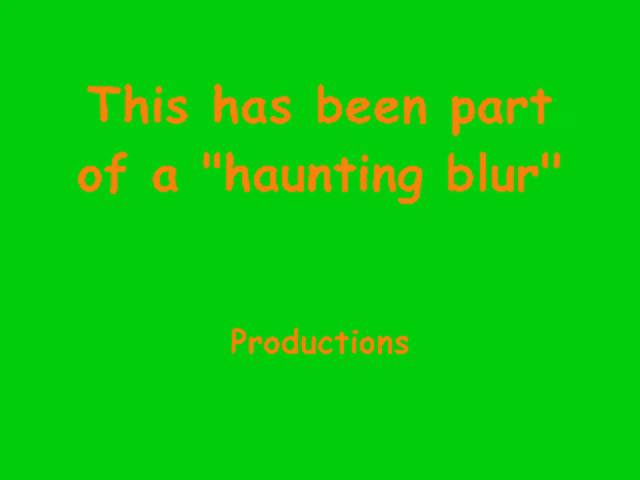 This has been part
of a "haunting blur"
Productions